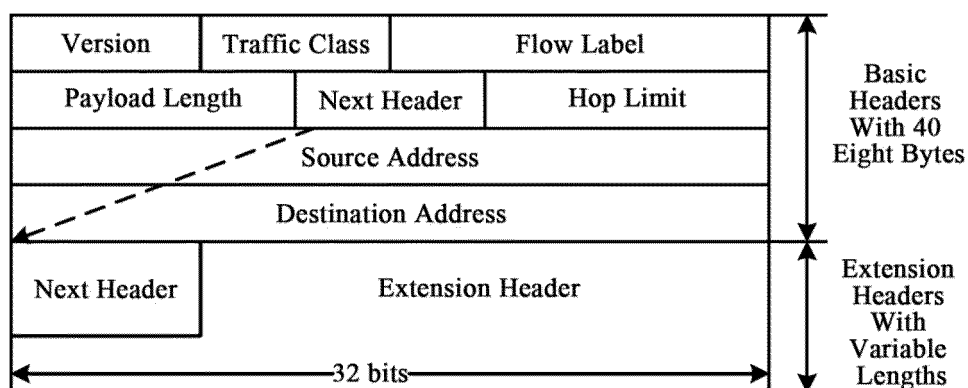 Version
Traffic Class
Flow Label
Payload Length
Next Header
Hop Limit
Source Address
Destination Address
Next Header
Extension Header
32 bits
Basic
Headers
With 40
Eight Bytes
Extension
Headers
With
Variable
Lengths